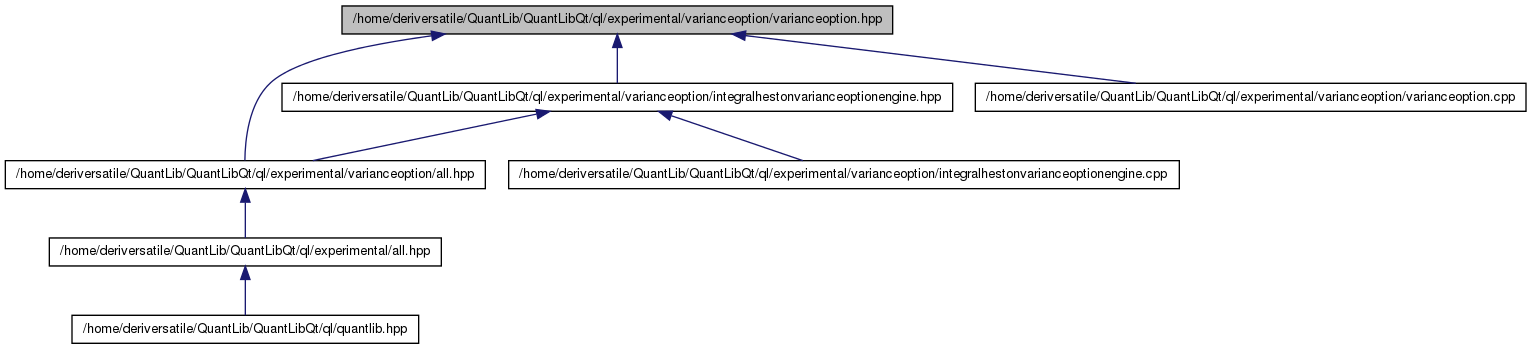 /home/deriversatile/QuantLib/QuantLibQt/ql/experimental/varianceoption/varianceoption.hpp
/home/deriversatile/QuantLib/QuantLibQt/ql/experimental/varianceoption/integralhestonvarianceoptionengine.hpp
/home/deriversatile/QuantLib/QuantLibQt/ql/experimental/varianceoption/varianceoption.cpp
/home/deriversatile/QuantLib/QuantLibQt/ql/experimental/varianceoption/all.hpp
/home/deriversatile/QuantLib/QuantLibQt/ql/experimental/varianceoption/integralhestonvarianceoptionengine.cpp
/home/deriversatile/QuantLib/QuantLibQt/ql/experimental/all.hpp
/home/deriversatile/QuantLib/QuantLibQt/ql/quantlib.hpp